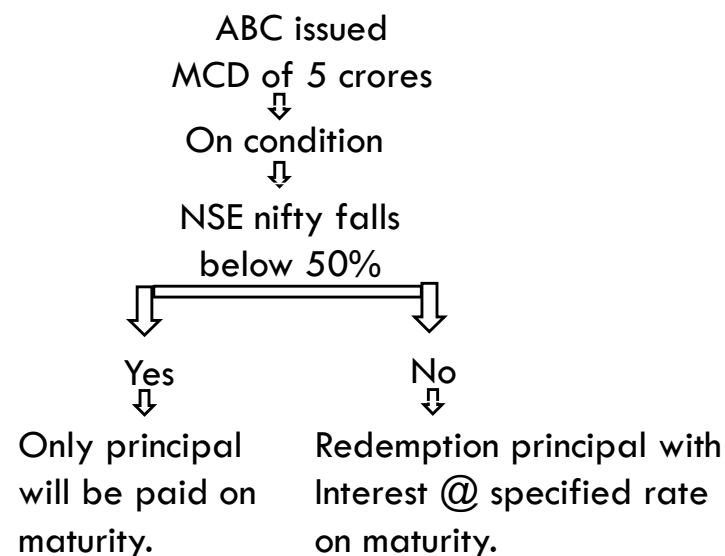 ABC issued
MCD of 5 crores
On condition
NSE nifty falls
below 50%
Yes
No
Only principal
will be paid on
maturity.
Redemption principal with
Interest @ specified rate
on maturity.